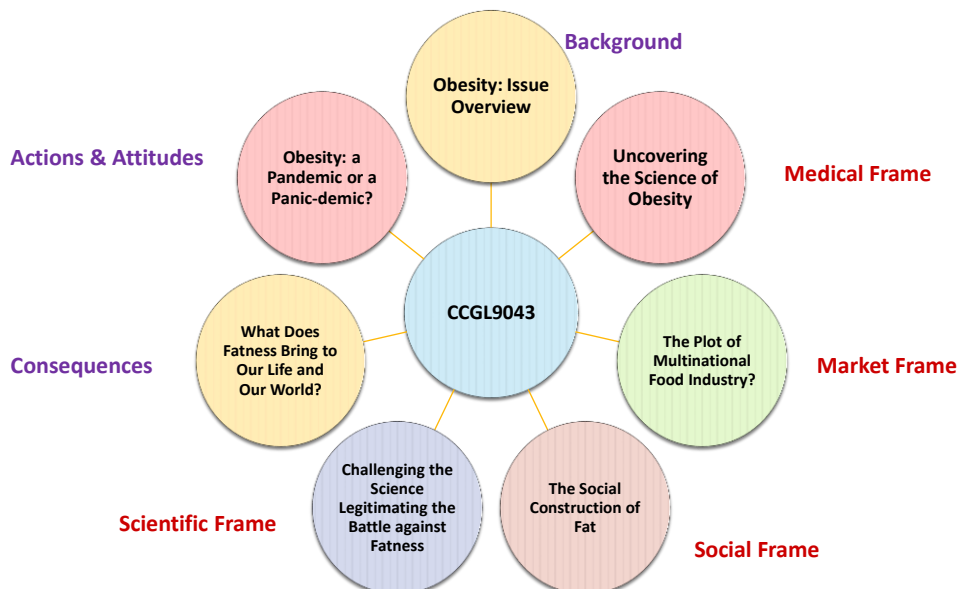 Background
Obesity: Issue
Overview
Uncovering
the Science of
Obesity
Medical Frame
The Plot of
Multinational
Food Industry?
Market Frame
The Social
Construction of
Fat
Social Frame
Challenging the
Science
Legitimating the
Battle against
Fatness
Scientific Frame
What Does
Fatness Bring to
Our Life and
Our World?
Consequences
Obesity: a
Pandemic or a
Panic-demic?
Actions & Attitudes
CCGL9043